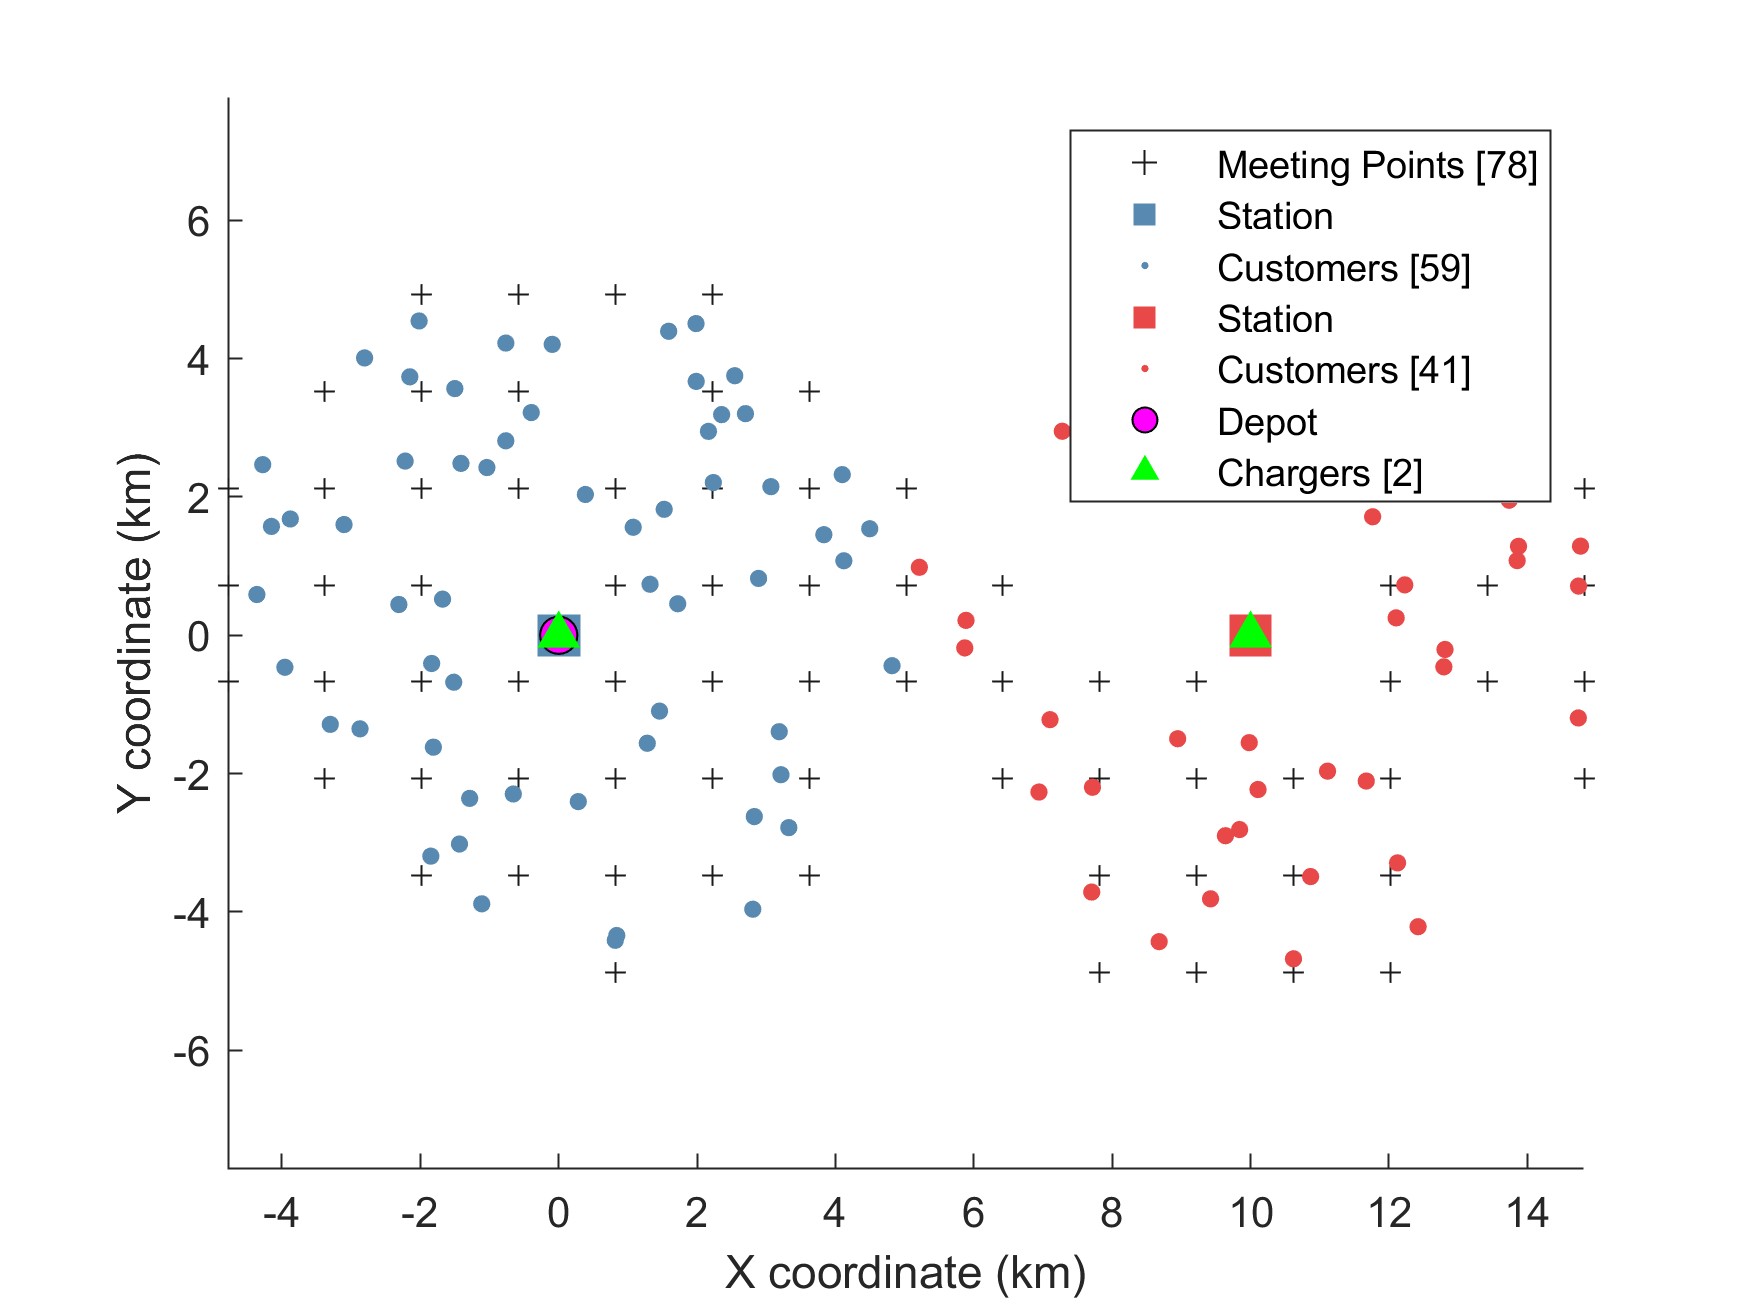 Meeting Points [78]
Station
Customers [59]
Station
Customers [41]
Depot
Chargers [2]
6
4
2
0
-2
-4
-6
Y coordinate (km)
-4 -2 0 2 4 6 8 10 12 14
X coordinate (km)